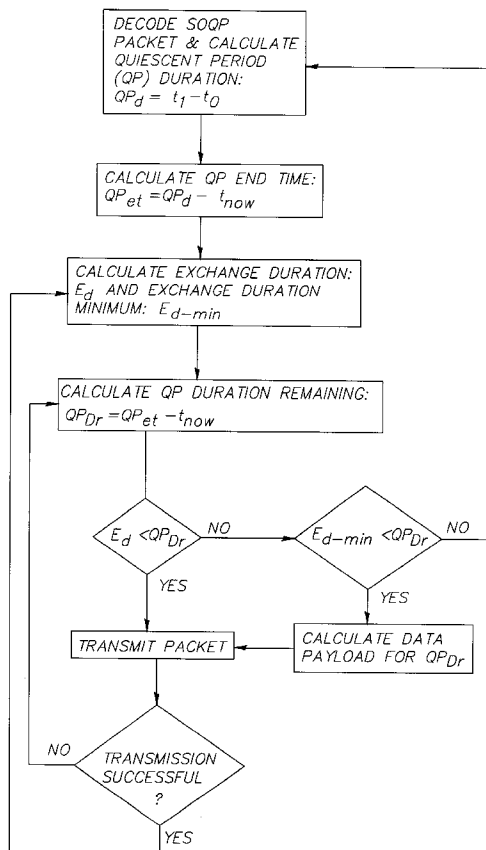 DECODE SOQP
PACKET & CALCULATE
QUIESCENT PERIOD
(QP) DURATION:
QPd = t1-t0
CALCULATE QP END TIME:
QPet =QPd - tnow
CALCULATE EXCHANGE DURATION:
Ed AND EXCHANGE DURATION
MINIMUM: Ed-min
CALCULATE QP DURATION REMAINING:
QPDr =QPet -tnow
Ed <QPDr
NO
Ed-min <QPDr
NO
YES
YES
TRANSMIT PACKET
CALCULATE DATA
PAYLOAD FOR QPDr
NO
TRANSMISSION
SUCCESSFUL
?
YES